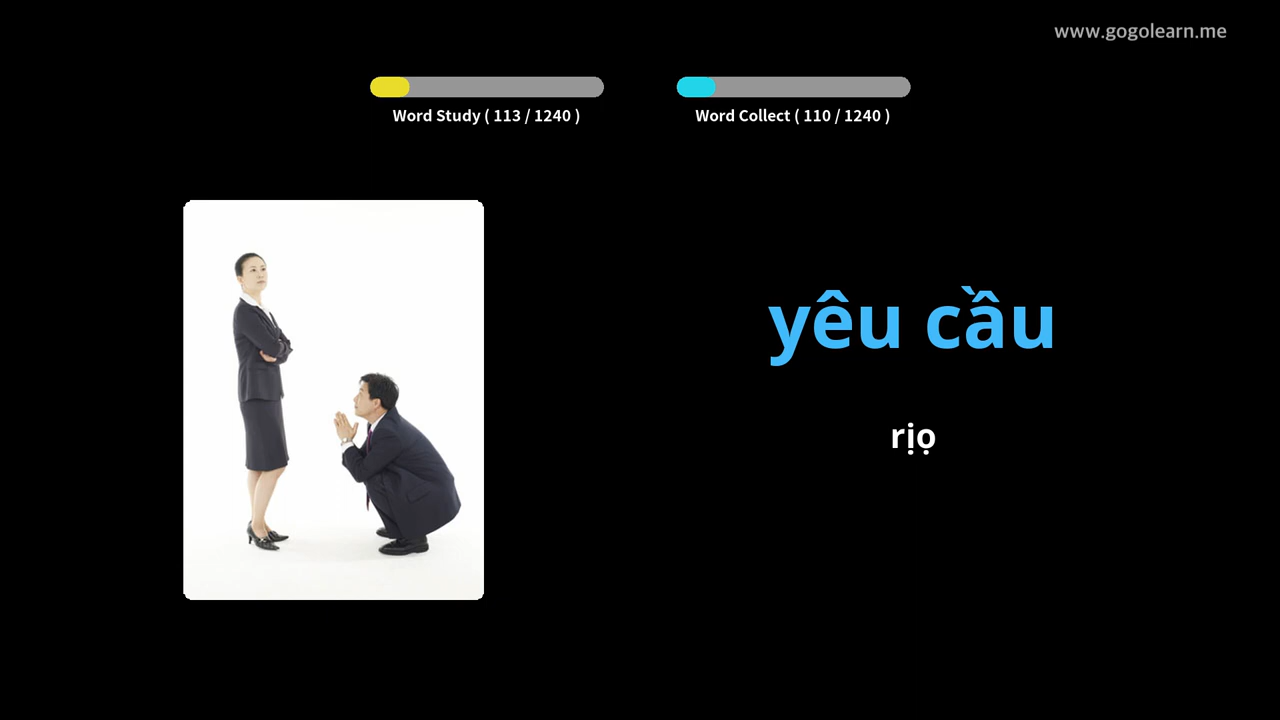 www.gogolearn.me
Word Study ( 113 / 1240 )
Word Collect ( 110 / 1240 )
yêu cầu
rịọ